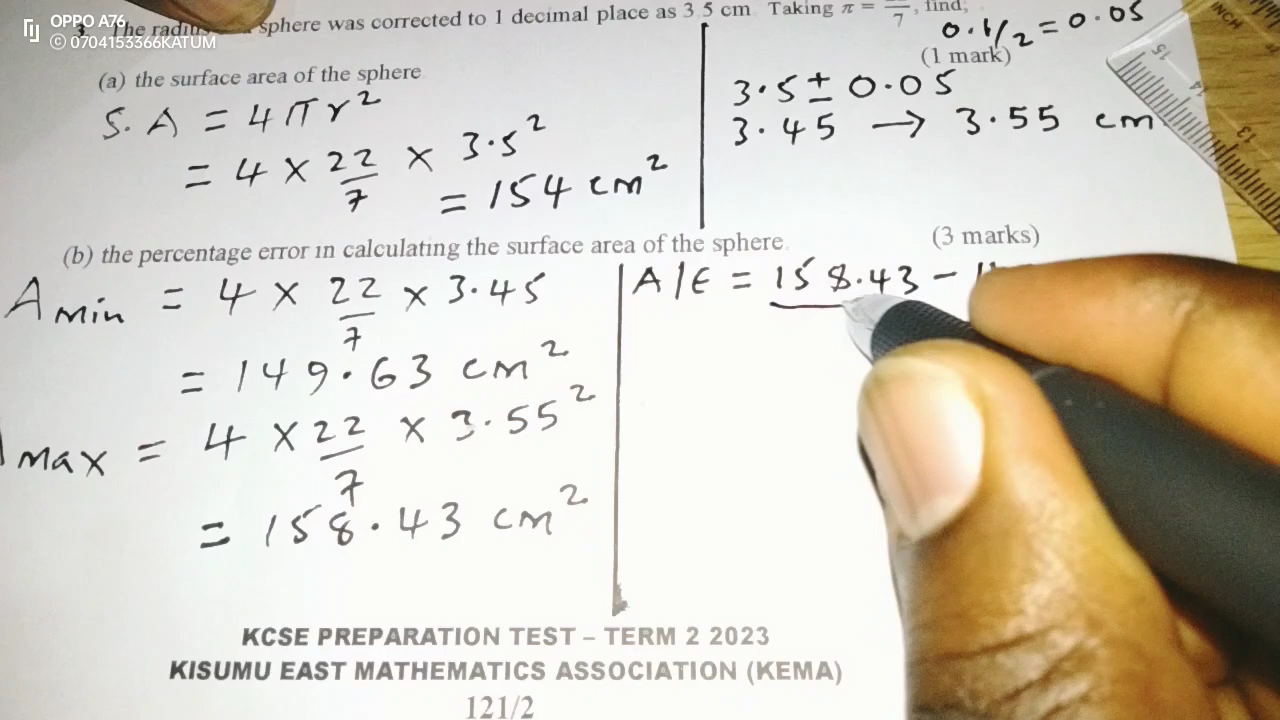 OPPO A76
© 0704153366KATUM
The sphere was corrected to 1 decimal place as 3 5 cm Taking π = 7, find,
0.1/2 = 0.05
(a) the surface area of the sphere
(1 mark)
S.A = 4πr²
= 4 × 22/7 × 3.5²
= 154 cm²
3.5 ± 0.05
3.45 → 3.55 cm
(b) the percentage error in calculating the surface area of the sphere.
(3 marks)
A min = 4 × 22/7 × 3.45
= 149.63 cm²
max = 4 × 22/7 × 3.55²
= 158.43 cm²
A/E = 158.43 -
KCSE PREPARATION TEST – TERM 2 2023
KISUMU EAST MATHEMATICS ASSOCIATION (KEMA)
121/2